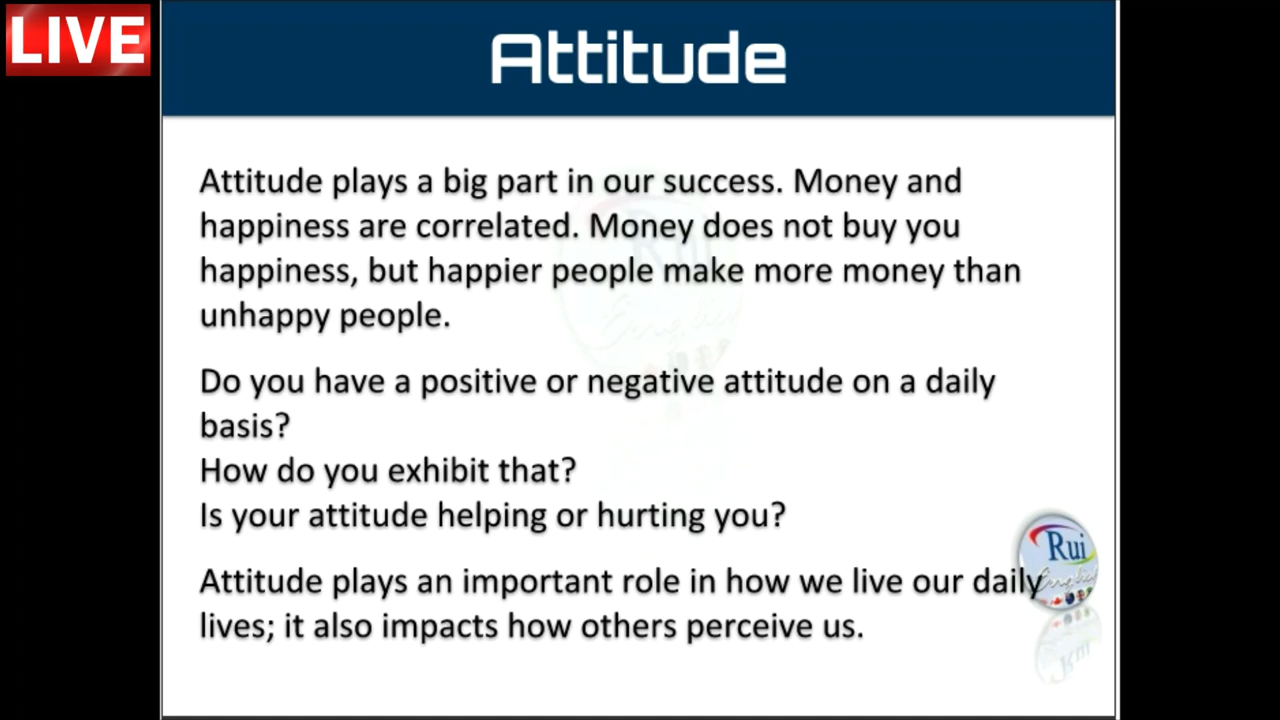 LIVE
Attitude
Attitude plays a big part in our success. Money and
happiness are correlated. Money does not buy you
happiness, but happier people make more money than
unhappy people.
Do you have a positive or negative attitude on a daily
basis?
How do you exhibit that?
Is your attitude helping or hurting you?
Attitude plays an important role in how we live our daily
lives; it also impacts how others perceive us.
Rui
English